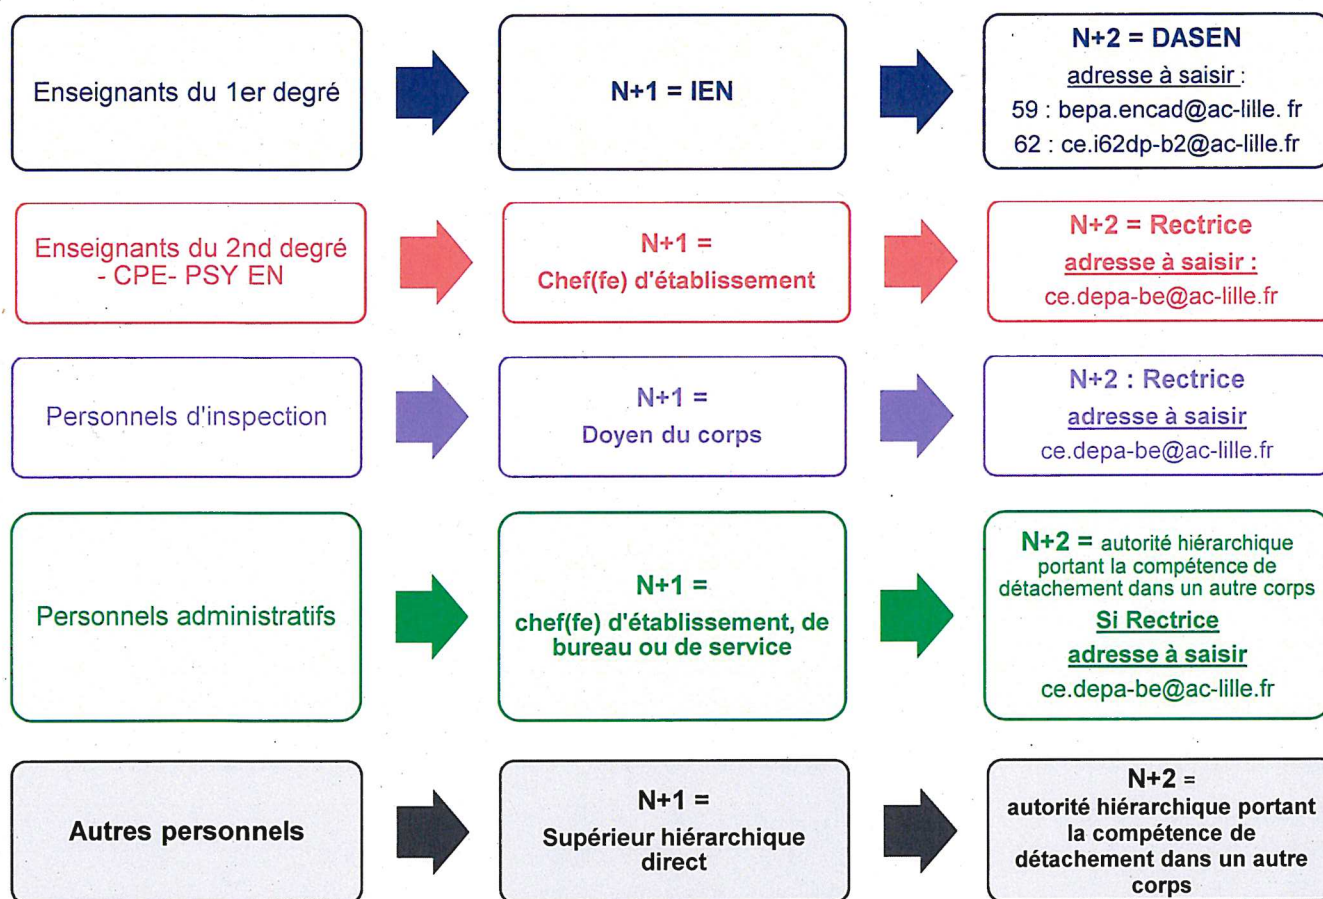 Enseignants du 1er degré
N+1 = IEN
N+2 = DASEN
adresse à saisir :
59 : bepa.encad@ac-lille. fr
62 : ce.i62dp-b2@ac-lille.fr
Enseignants du 2nd degré
- CPE- PSY EN
N+1 =
Chef(fe) d'établissement
N+2 = Rectrice
adresse à saisir :
ce.depa-be@ac-lille.fr
Personnels d'inspection
N+1 =
Doyen du corps
N+2 : Rectrice
adresse à saisir
ce.depa-be@ac-lille.fr
Personnels administratifs
N+1 =
chef(fe) d'établissement, de
bureau ou de service
N+2 = autorité hiérarchique
portant la compétence de
détachement dans un autre corps
Si Rectrice
adresse à saisir
ce.depa-be@ac-lille.fr
Autres personnels
N+1 =
Supérieur hiérarchique
direct
N+2 =
autorité hiérarchique portant
la compétence de
détachement dans un autre
corps